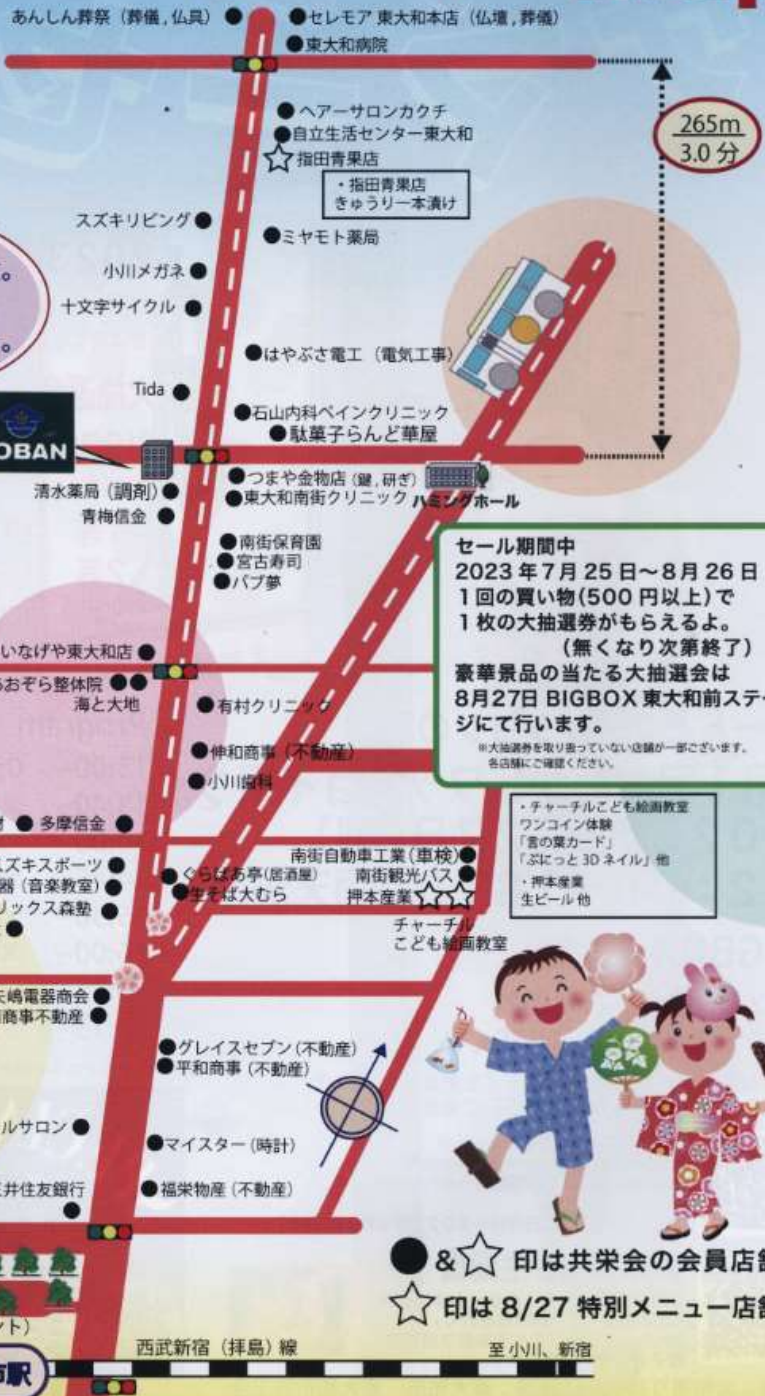 あんしん葬祭（葬儀,仏具）
セレモア 東大和本店（仏壇,葬儀）
東大和病院
265m
3.0 分
ヘアーサロンカクチ
自立生活センター東大和
指田青果店
・指田青果店
きゅうり一本漬け
スズキリビング
ミヤモト薬局
小川メガネ
十文字サイクル
はやぶさ電工（電気工事）
Tida
石山内科ペインクリニック
駄菓子らんど華屋
OBAN
つまや金物店（鍵,研ぎ）
東大和南街クリニック
ハミングホール
清水薬局（調剤）
青梅信金
南街保育園
宮古寿司
パブ夢
セール期間中
2023 年 7 月 25 日～8 月 26 日
1回の買い物(500 円以上)で
1枚の大抽選券がもらえるよ。
（無くなり次第終了）
豪華景品の当たる大抽選会は
8月27日 BIGBOX 東大和前ステー
ジにて行います。
※大抽選券を取り扱っていない店舗が一部ございます。
各店舗にご確認ください。
いなげや東大和店
あおぞら整体院
海と大地
有村クリニック
伸和商事（不動産）
小川歯科
多摩信金
・チャーチルこども絵画教室
ワンコイン体験
「言の葉カード」
「ぷにっと 3D ネイル」他
・押本産業
生ビール 他
スズキスポーツ
器（音楽教室）
リックス森塾
ぐらばあ亭(居酒屋)
生そば大むら
南街自動車工業(車検)
南街観光バス
押本産業
チャーチル
こども絵画教室
矢嶋電器商会
商事不動産
グレイスセブン(不動産)
平和商事（不動産）
ルサロン
マイスター（時計）
三井住友銀行
福栄物産（不動産）
●&☆ 印は共栄会の会員店舗
☆ 印は 8/27 特別メニュー店舗
ント）
西武新宿（拝島）線
至 小川、新宿
市駅